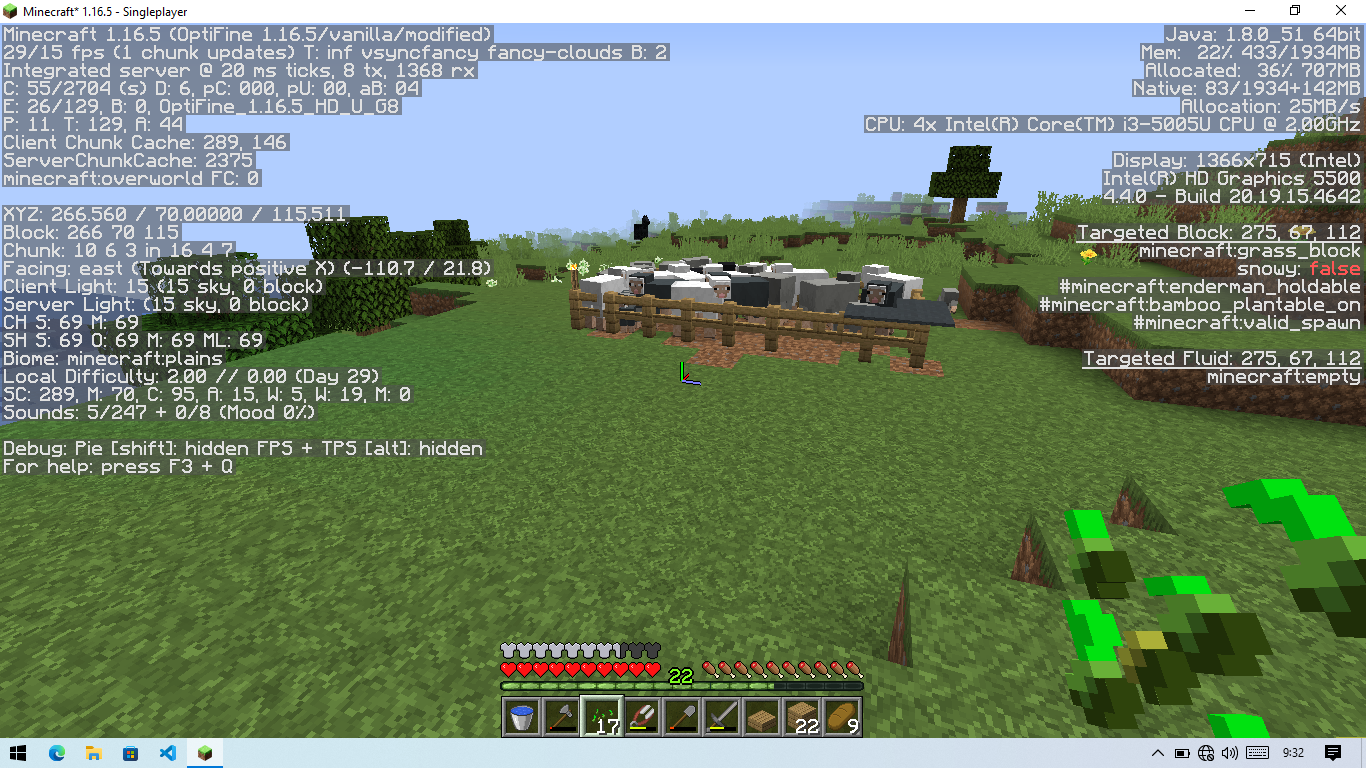 Minecraft* 1.16.5 - Singleplayer
Minecraft 1.16.5 (OptiFine 1.16.5/vanilla/modified)
29/15 fps (1 chunk updates) T: inf vsyncfancy fancy-clouds B: 2
Integrated server @ 20 ms ticks, 8 tx, 1368 rx
C: 55/2704 (s) D: 6, pC: 000, pU: 00, aB: 04
E: 26/129, B: 0, OptiFine_1.16.5_HD_U_G8
P: 11. T: 129, A: 44
Client Chunk Cache: 289, 146
ServerChunkCache: 2375
minecraft:overworld FC: 0
XYZ: 266.560 / 70.00000 / 115.511
Block: 266 70 115
Chunk: 10 6 3 in 16 4 7
Facing: east (Towards positive X) (-110.7 / 21.8)
Client Light: 15 (15 sky, 0 block)
Server Light: (15 sky, 0 block)
CH S: 69 M: 69
SH S: 69 O: 69 M: 69 ML: 69
Biome: minecraft:plains
Local Difficulty: 2.00 // 0.00 (Day 29)
SC: 289, M: 70, C: 95, A: 15, W: 5, W: 19, M: 0
Sounds: 5/247 + 0/8 (Mood 0%)
Debug: Pie [shift]: hidden FPS + TPS [alt]: hidden
For help: press F3 + Q
Java: 1.8.0_51 64bit
Mem: 22% 433/1934MB
Allocated: 36% 707MB
Native: 83/1934+142MB
Allocation: 25MB/s
CPU: 4x Intel(R) Core(TM) i3-5005U CPU @ 2.00GHz
Display: 1366x715 (Intel)
Intel(R) HD Graphics 5500
4.4.0 - Build 20.19.15.4642
Targeted Block: 275, 67, 112
minecraft:grass_block
snowy: false
#minecraft:enderman_holdable
#minecraft:bamboo_plantable_on
#minecraft:valid_spawn
Targeted Fluid: 275, 67, 112
minecraft:empty
22
17
22
9
9:32